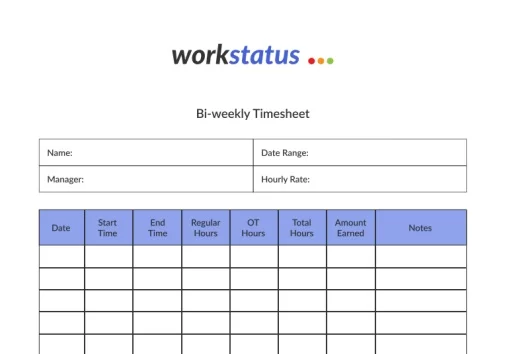 workstatus
Bi-weekly Timesheet
Name: Date Range:
Manager: Hourly Rate:
Date Start Time End Time Regular Hours OT Hours Total Hours Amount Earned Notes